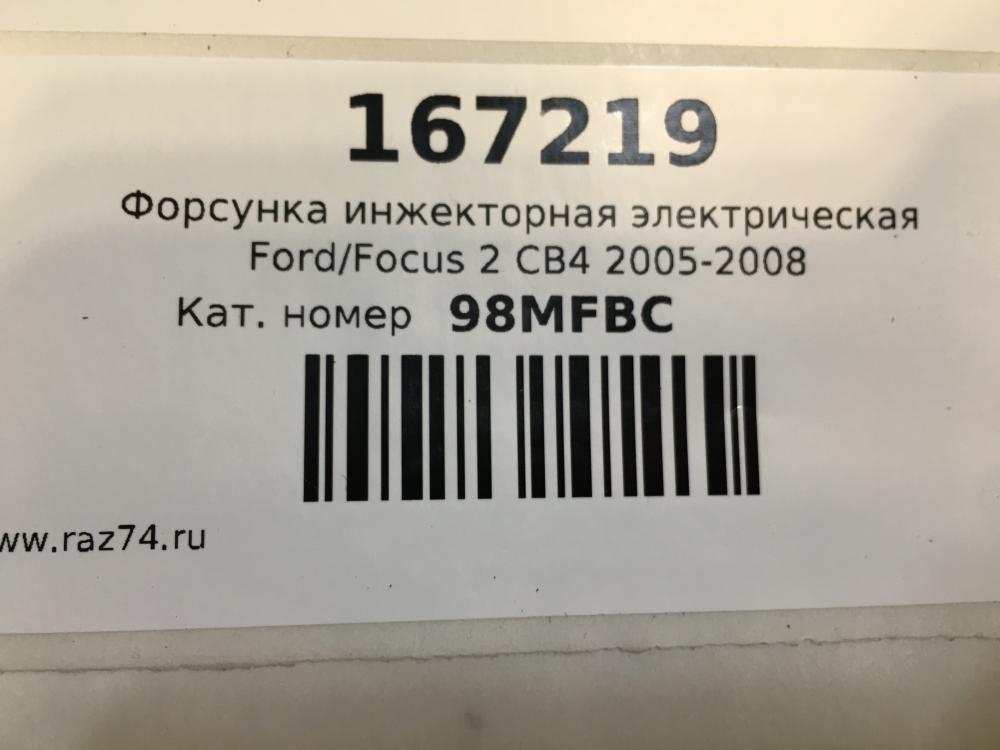 167219
Форсунка инжекторная электрическая
Ford/Focus 2 CB4 2005-2008
Кат. номер 98MFBC
ww.raz74.ru